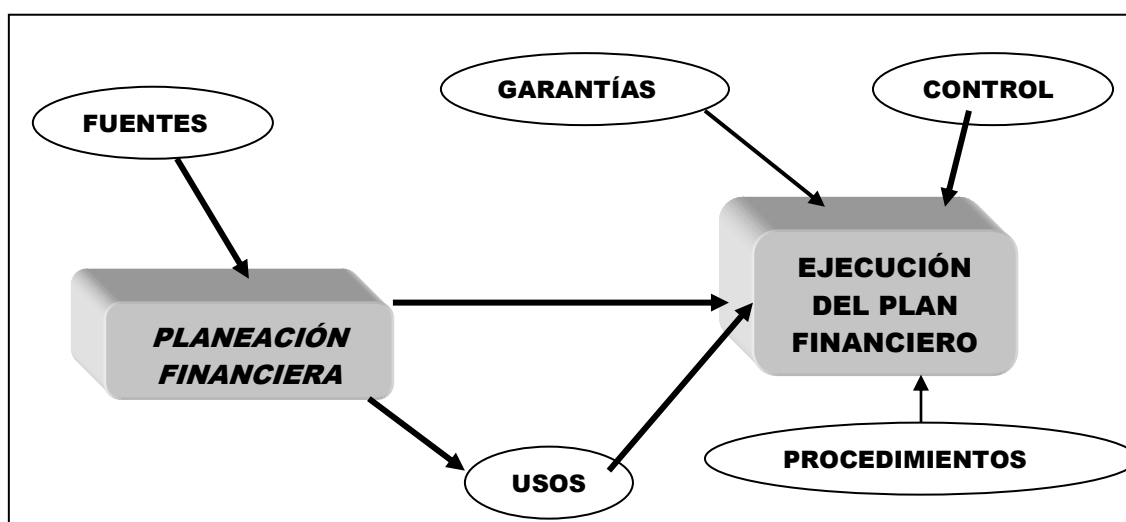 GARANTÍAS
CONTROL
FUENTES
EJECUCIÓN
DEL PLAN
FINANCIERO
PLANEACIÓN
FINANCIERA
PROCEDIMIENTOS
USOS